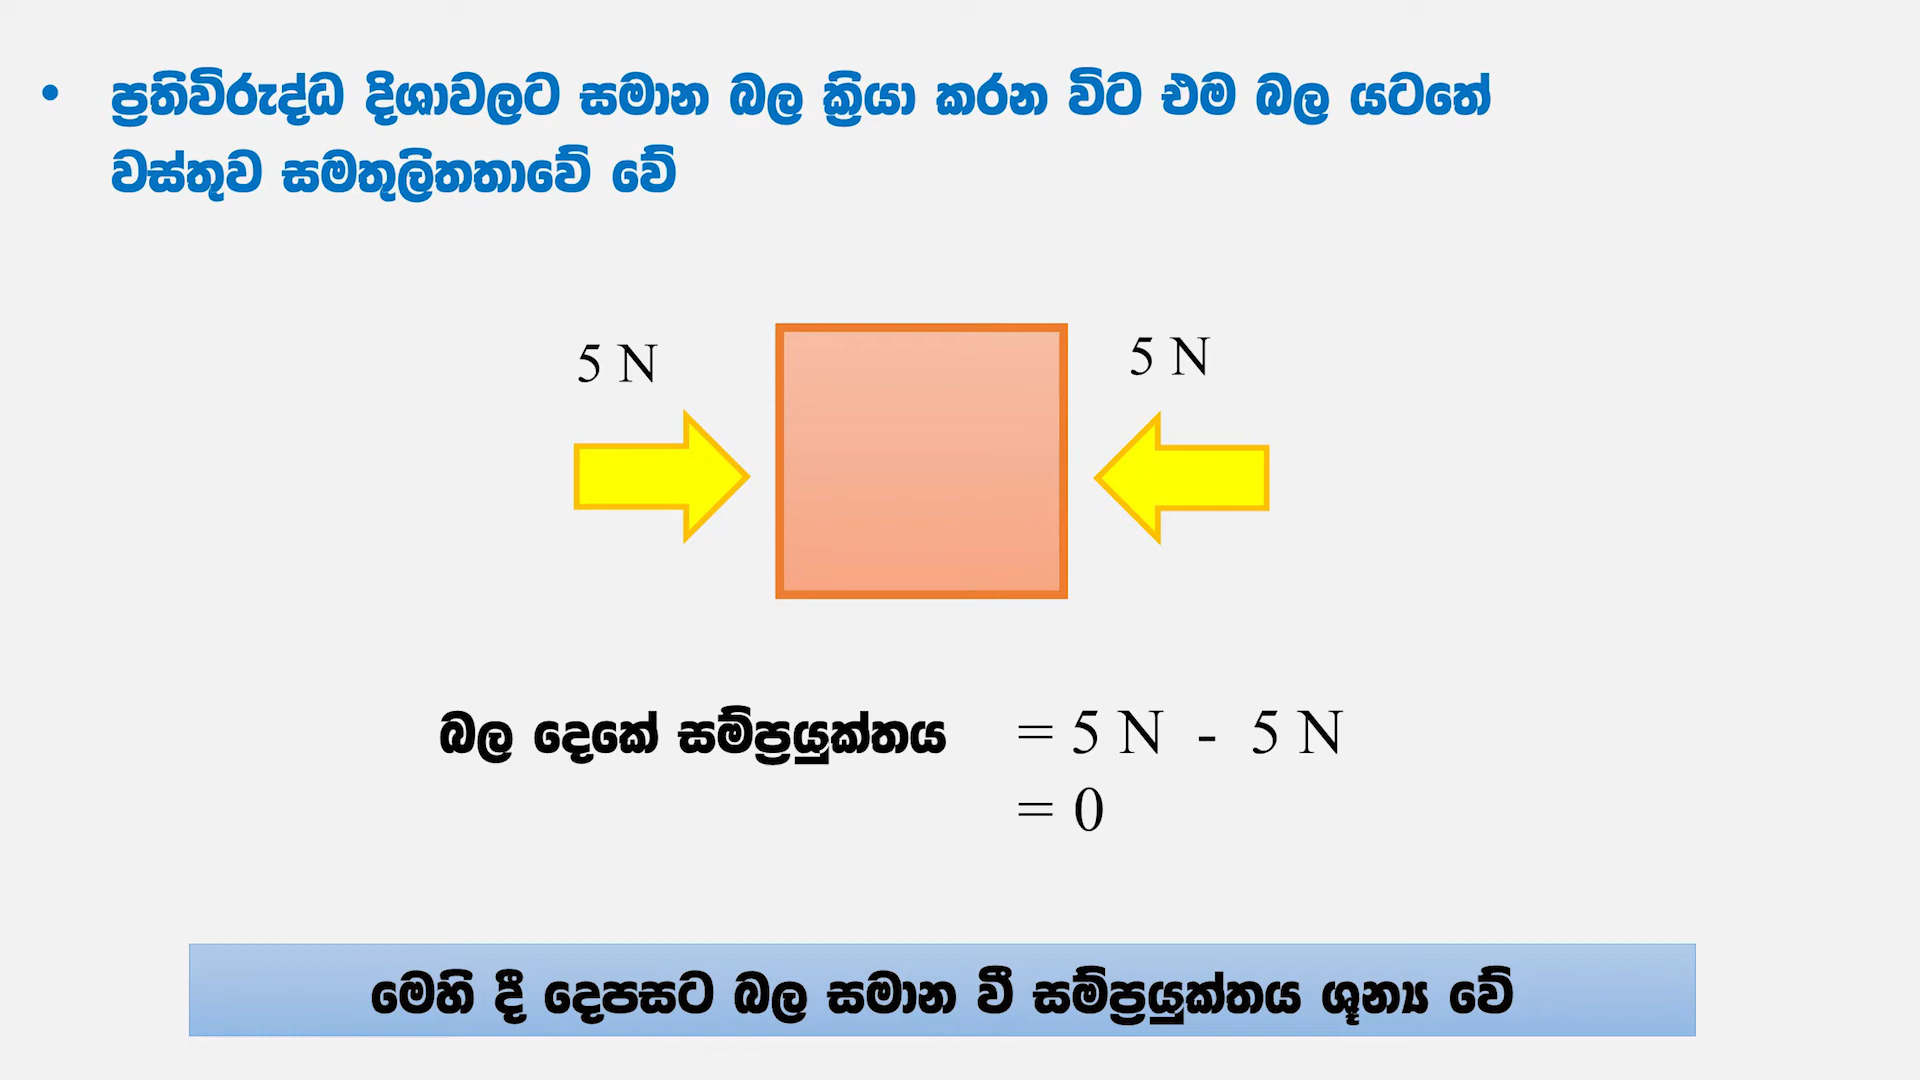 • ප්‍රතිවිරුද්ධ දිශාවලට සමාන බල ක්‍රියා කරන විට එම බල යටතේ
වස්තුව සමතුලිතතාවේ වේ
5 N
5 N
බල දෙකේ සම්ප්‍රයුක්තය = 5 N - 5 N
= 0
මෙහි දී දෙපසට බල සමාන වී සම්ප්‍රයුක්තය ශූන්‍ය වේ